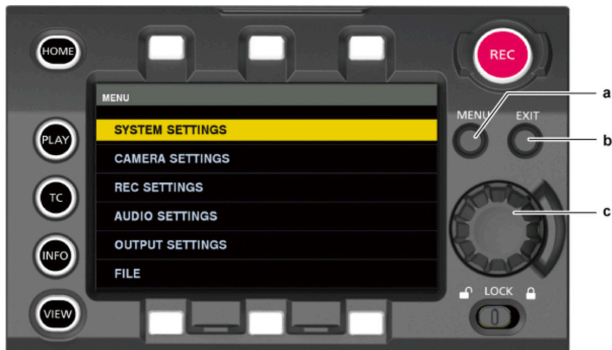 HOME
REC
MENU
a
MENU EXIT
SYSTEM SETTINGS
b
PLAY
CAMERA SETTINGS
REC SETTINGS
TC
c
AUDIO SETTINGS
OUTPUT SETTINGS
INFO
FILE
LOCK
VIEW